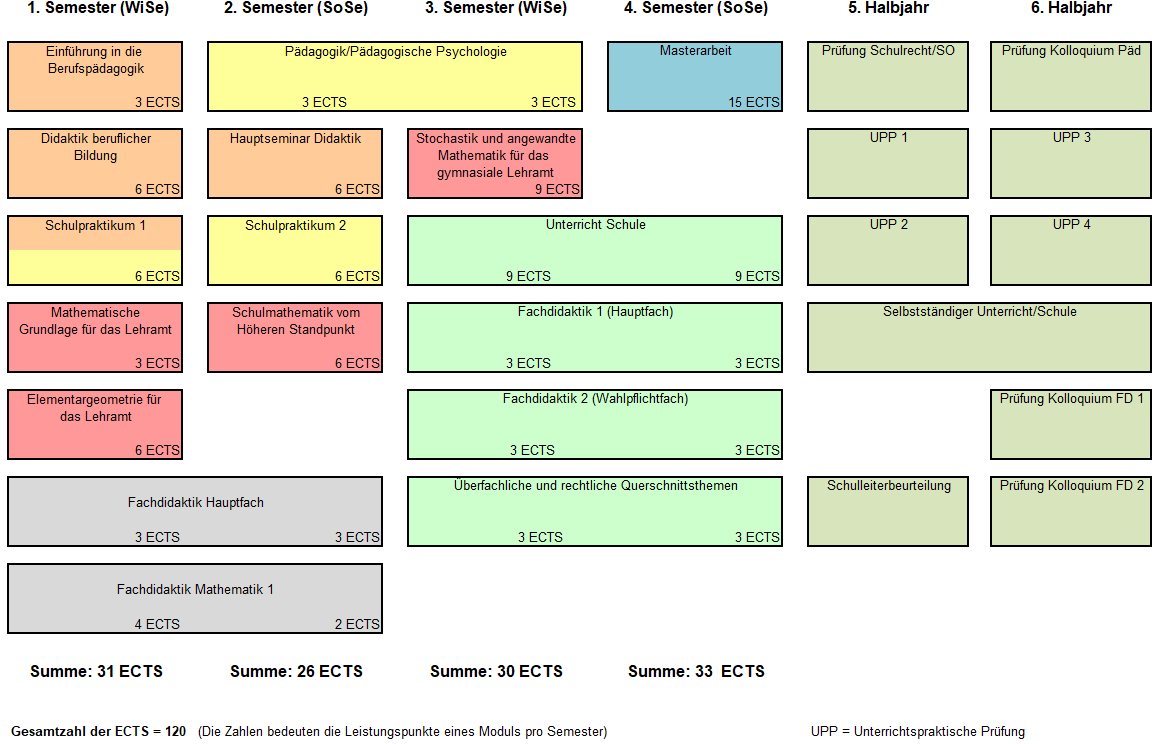 1. Semester (WiSe) 2. Semester (SoSe) 3. Semester (WiSe) 4. Semester (SoSe) 5. Halbjahr 6. Halbjahr
Einführung in die
Berufspädagogik
3 ECTS
Pädagogik/Pädagogische Psychologie
3 ECTS 3 ECTS
Masterarbeit
15 ECTS
Prüfung Schulrecht/SO
Prüfung Kolloquium Päd
Didaktik beruflicher
Bildung
6 ECTS
Hauptseminar Didaktik
6 ECTS
Stochastik und angewandte
Mathematik für das
gymnasiale Lehramt
9 ECTS
UPP 1
UPP 3
Schulpraktikum 1
6 ECTS
Schulpraktikum 2
6 ECTS
Unterricht Schule
9 ECTS 9 ECTS
UPP 2
UPP 4
Mathematische
Grundlage für das Lehramt
3 ECTS
Schulmathematik vom
Höheren Standpunkt
6 ECTS
Fachdidaktik 1 (Hauptfach)
3 ECTS 3 ECTS
Selbstständiger Unterricht/Schule
Elementargeometrie für
das Lehramt
6 ECTS
Fachdidaktik 2 (Wahlpflichtfach)
3 ECTS 3 ECTS
Prüfung Kolloquium FD 1
Fachdidaktik Hauptfach
3 ECTS 3 ECTS
Überfachliche und rechtliche Querschnittsthemen
3 ECTS 3 ECTS
Schulleiterbeurteilung
Prüfung Kolloquium FD 2
Fachdidaktik Mathematik 1
4 ECTS 2 ECTS
Summe: 31 ECTS Summe: 26 ECTS Summe: 30 ECTS Summe: 33 ECTS
Gesamtzahl der ECTS = 120 (Die Zahlen bedeuten die Leistungspunkte eines Moduls pro Semester) UPP = Unterrichtspraktische Prüfung